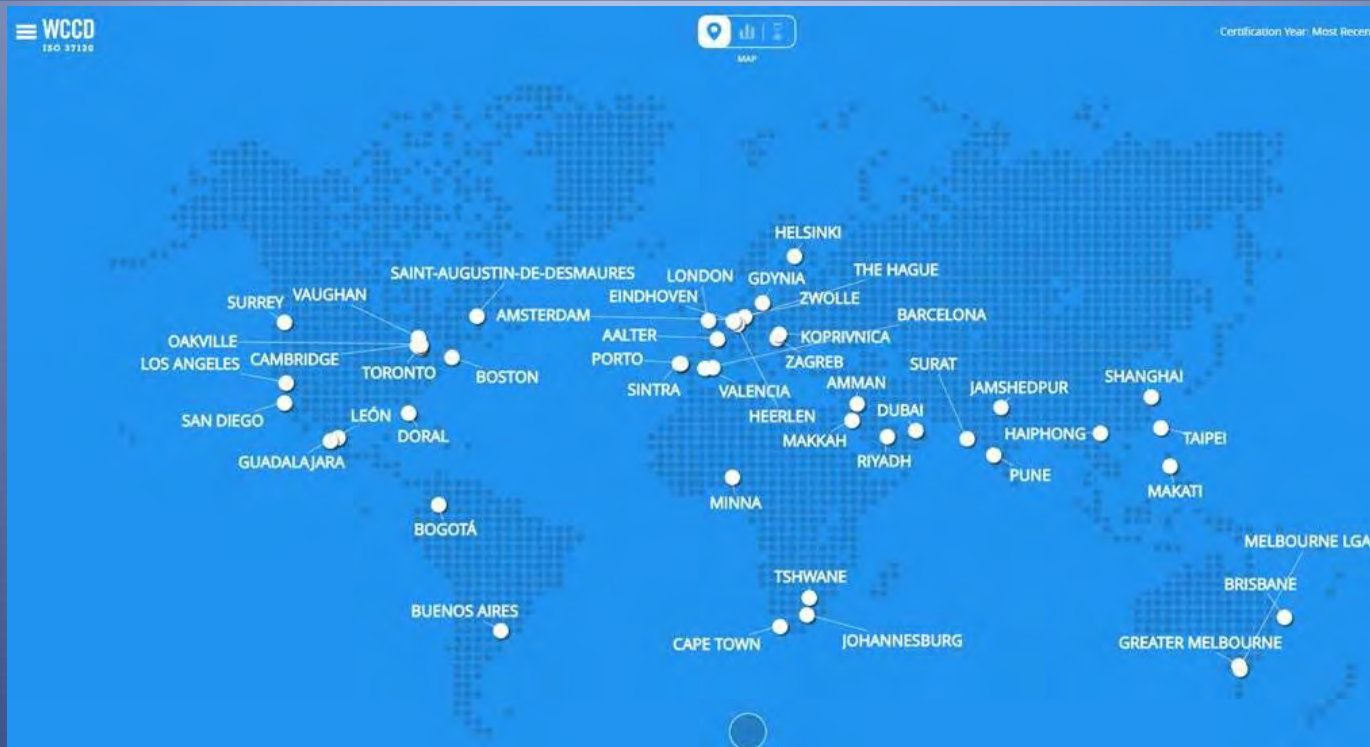 WCCD
ISO 37120
MAP
Certification Year: Most Recen
HELSINKI
SAINT-AUGUSTIN-DE-DESMAURES
LONDON
GDYNIA
THE HAGUE
SURREY
VAUGHAN
EINDHOVEN
ZWOLLE
AMSTERDAM
BARCELONA
OAKVILLE
CAMBRIDGE
AALTER
KOPRIVNICA
LOS ANGELES
TORONTO
BOSTON
PORTO
ZAGREB
SURAT
SINTRA
VALENCIA
AMMAN
JAMSHEDPUR
SHANGHAI
SAN DIEGO
LEÓN
DORAL
HEERLEN
DUBAI
HAIPHONG
TAIPEI
GUADALAJARA
MAKKAH
RIYADH
PUNE
MAKATI
MINNA
BOGOTÁ
MELBOURNE LGA
TSHWANE
BRISBANE
BUENOS AIRES
CAPE TOWN
JOHANNESBURG
GREATER MELBOURNE